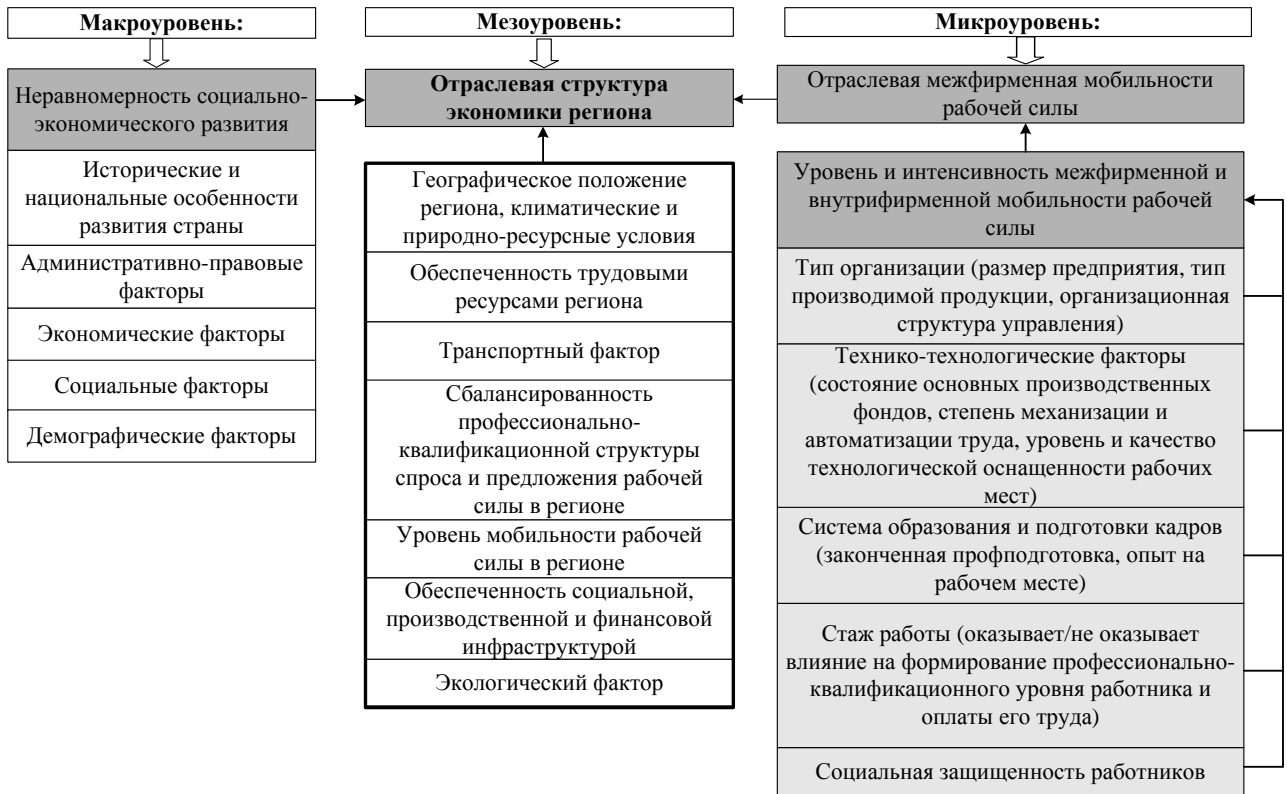 Макроуровень:
Неравномерность социально-
экономического развития
Исторические и
национальные особенности
развития страны
Административно-правовые
факторы
Экономические факторы
Социальные факторы
Демографические факторы
Мезоуровень:
Отраслевая структура
экономики региона
Географическое положение
региона, климатические и
природно-ресурсные условия
Обеспеченность трудовыми
ресурсами региона
Транспортный фактор
Сбалансированность
профессионально-
квалификационной структуры
спроса и предложения рабочей
силы в регионе
Уровень мобильности рабочей
силы в регионе
Обеспеченность социальной,
производственной и финансовой
инфраструктурой
Экологический фактор
Микроуровень:
Отраслевая межфирменная мобильности
рабочей силы
Уровень и интенсивность межфирменной и
внутрифирменной мобильности рабочей
силы
Тип организации (размер предприятия, тип
производимой продукции, организационная
структура управления)
Технико-технологические факторы
(состояние основных производственных
фондов, степень механизации и
автоматизации труда, уровень и качество
технологической оснащенности рабочих
мест)
Система образования и подготовки кадров
(законченная профподготовка, опыт на
рабочем месте)
Стаж работы (оказывает/не оказывает
влияние на формирование профессионально-
квалификационного уровня работника и
оплаты его труда)
Социальная защищенность работников